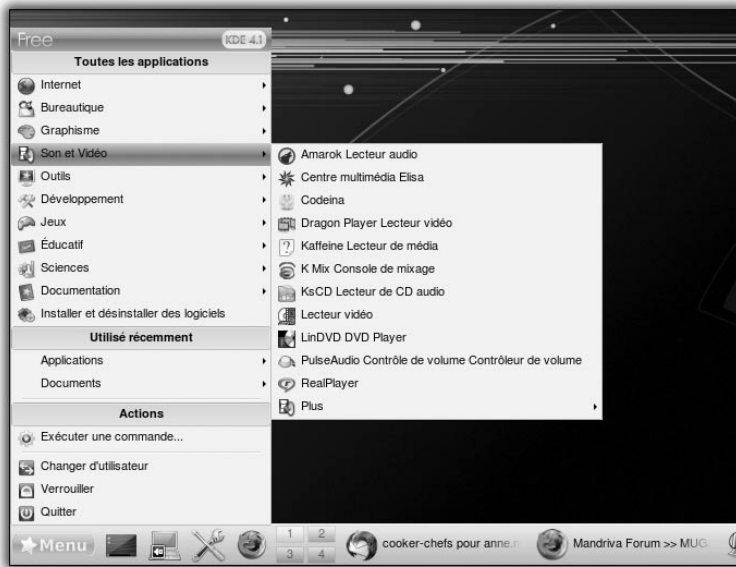 Free KDE 4.1
Toutes les applications
Internet
Bureautique
Graphisme
Son et Vidéo
Outils
Développement
Jeux
Éducatif
Sciences
Documentation
Installer et désinstaller des logiciels
Utilisé récemment
Applications
Documents
Actions
Exécuter une commande...
Changer d'utilisateur
Verrouiller
Quitter
Amarok Lecteur audio
Centre multimédia Elisa
Codeina
Dragon Player Lecteur vidéo
Kaffeine Lecteur de média
K Mix Console de mixage
KsCD Lecteur de CD audio
Lecteur vidéo
LinDVD DVD Player
PulseAudio Contrôle de volume Contrôleur de volume
RealPlayer
Plus
Menu 1 2 cooker-chefs pour anne. Mandriva Forum >> MUG
3 4